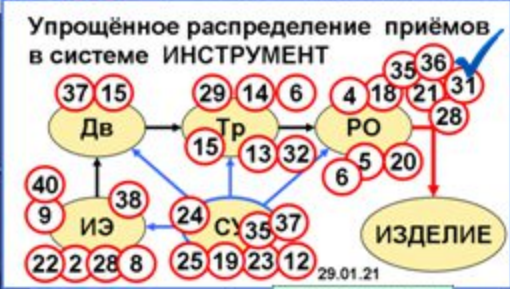 Упрощённое распределение приёмов
в системе ИНСТРУМЕНТ
36
35
31
37 15 29 14 6 4 18 21
28
Дв Тр РО
15 13 32 5 20
6
40
38
9 24 37
35
ИЭ СУ ИЗДЕЛИЕ
22 2 28 8 25 19 23 12
29.01.21